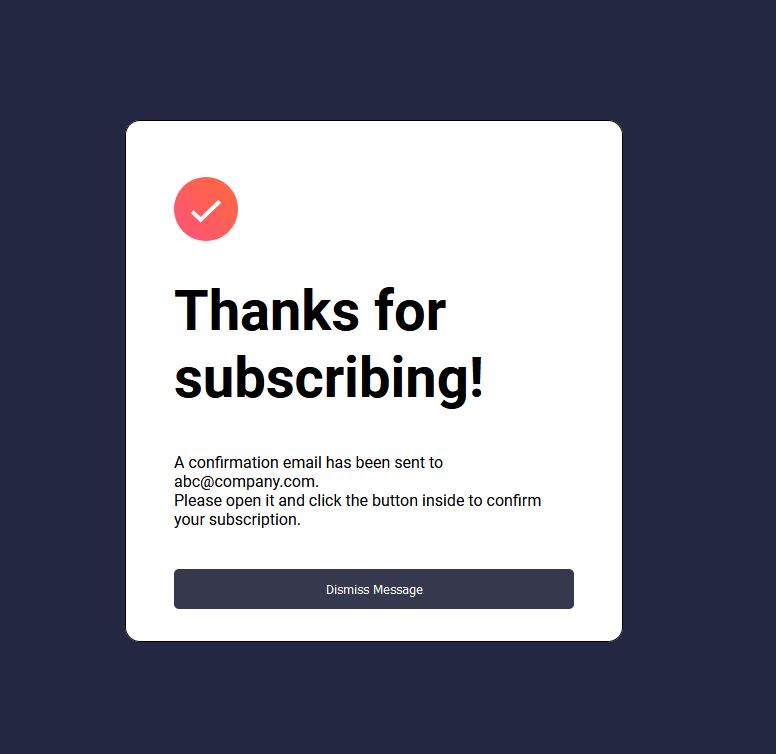 Thanks for
subscribing!
A confirmation email has been sent to
abc@company.com.
Please open it and click the button inside to confirm
your subscription.
Dismiss Message